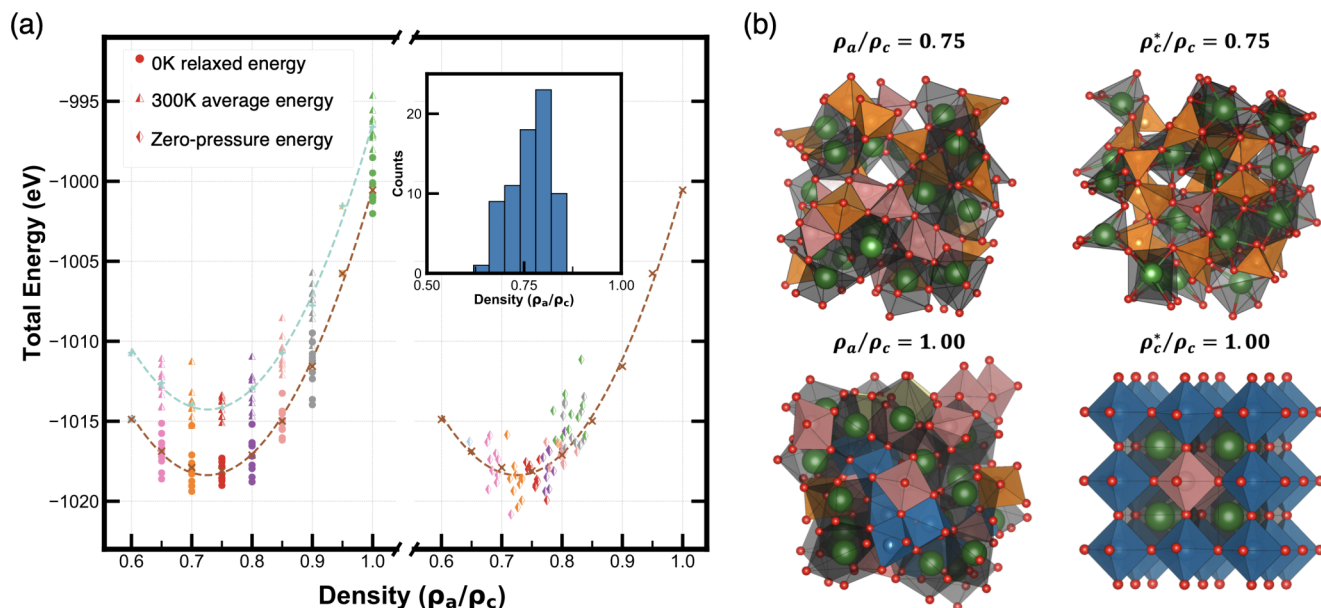 (a)
Total Energy (eV)
−995
−1000
−1005
−1010
−1015
−1020
0K relaxed energy
300K average energy
Zero-pressure energy
Counts
20
10
0
0.50 0.75 1.00
Density (ρa/ρc)
0.6 0.7 0.8 0.9 1.0 0.6 0.7 0.8 0.9 1.0
Density (ρa/ρc)
(b)
ρa/ρc = 0.75
ρ*c/ρc = 0.75
ρa/ρc = 1.00
ρ*c/ρc = 1.00